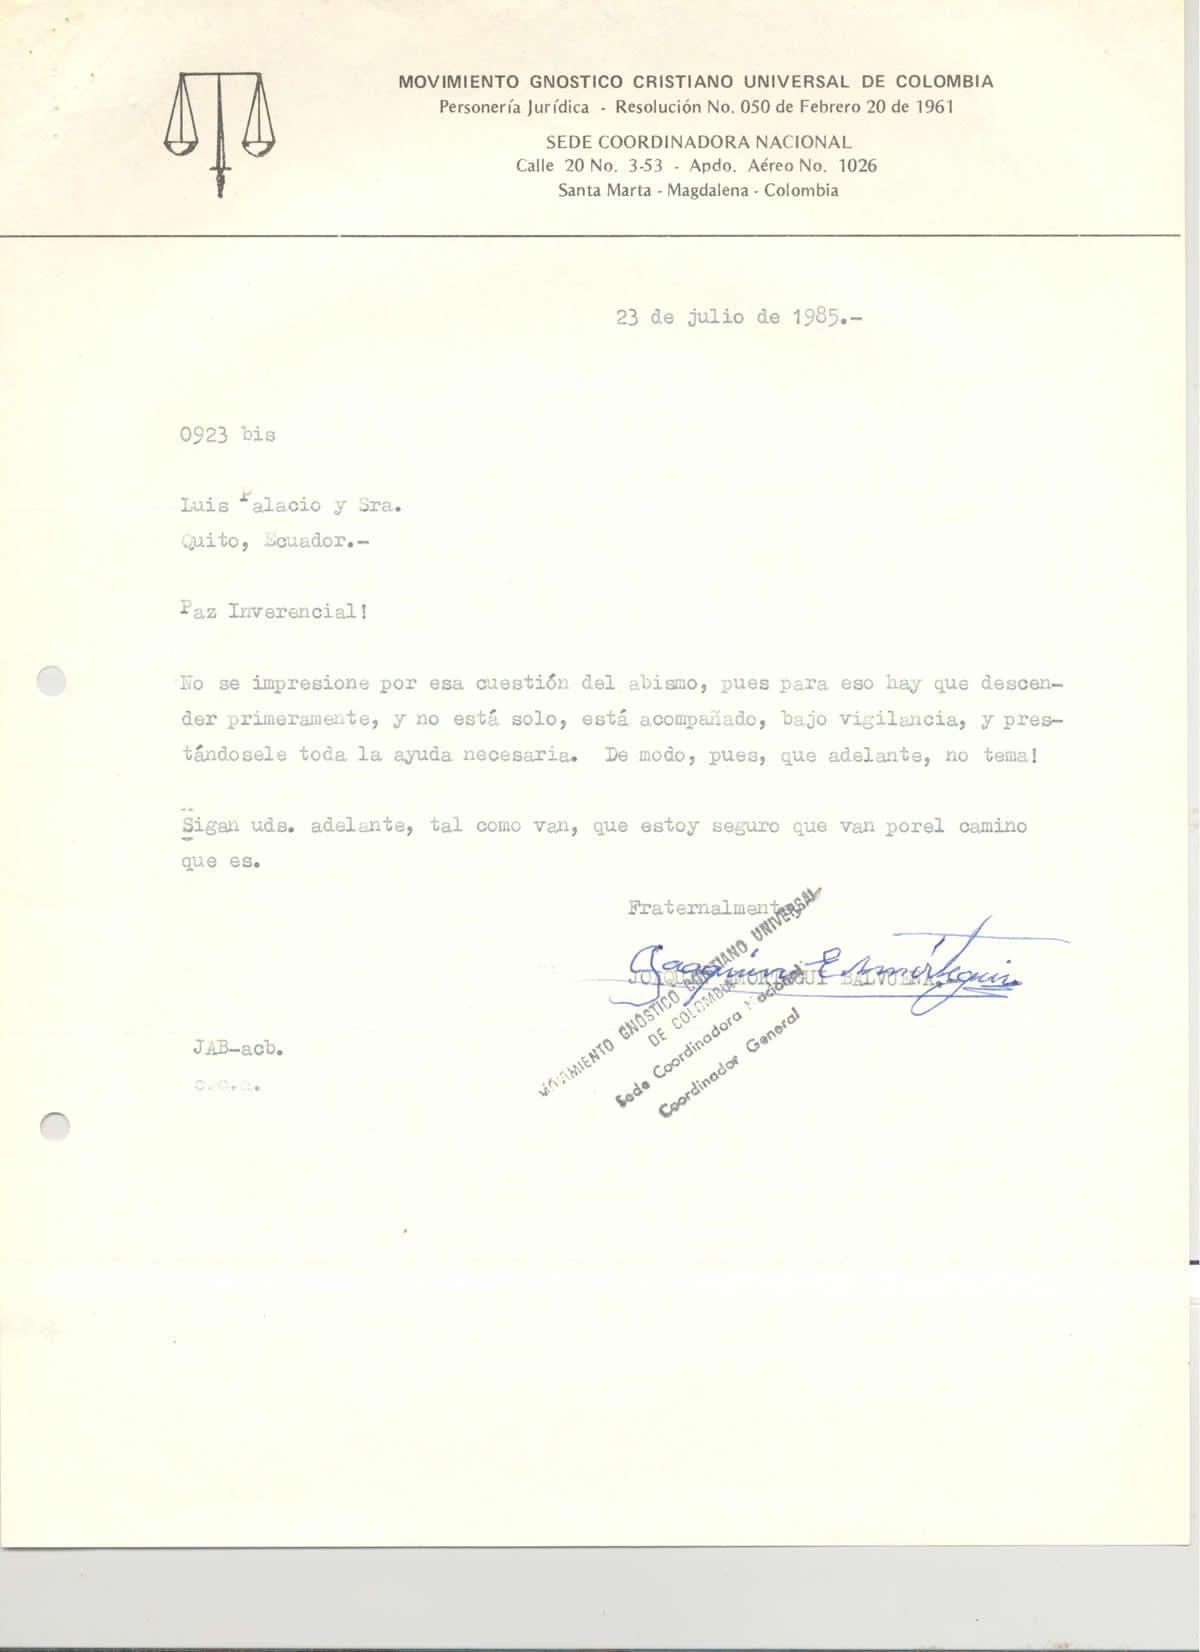 MOVIMIENTO GNOSTICO CRISTIANO UNIVERSAL DE COLOMBIA
Personería Jurídica - Resolución No. 050 de Febrero 20 de 1961
SEDE COORDINADORA NACIONAL
Calle 20 No. 3-53 - Apdo. Aéreo No. 1026
Santa Marta - Magdalena - Colombia
23 de julio de 1985.-
0923 bis
Luis Palacio y Sra.
Quito, Ecuador.-
Paz Inverencial!
No se impresione por esa cuestión del abismo, pues para eso hay que descen-
der primeramente, y no está solo, está acompañado, bajo vigilancia, y pres-
tándosele toda la ayuda necesaria. De modo, pues, que adelante, no tema!
Sigan uds. adelante, tal como van, que estoy seguro que van porel camino
que es.
Fraternalmente
Joaquin E Amórtegui
JOAQUIN AMORTEGUI BALVUENA.
MOVIMIENTO GNOSTICO CRISTIANO UNIVERSAL
DE COLOMBIA
Sede Coordinadora Nacional
Coordinador General
JAB-acb.